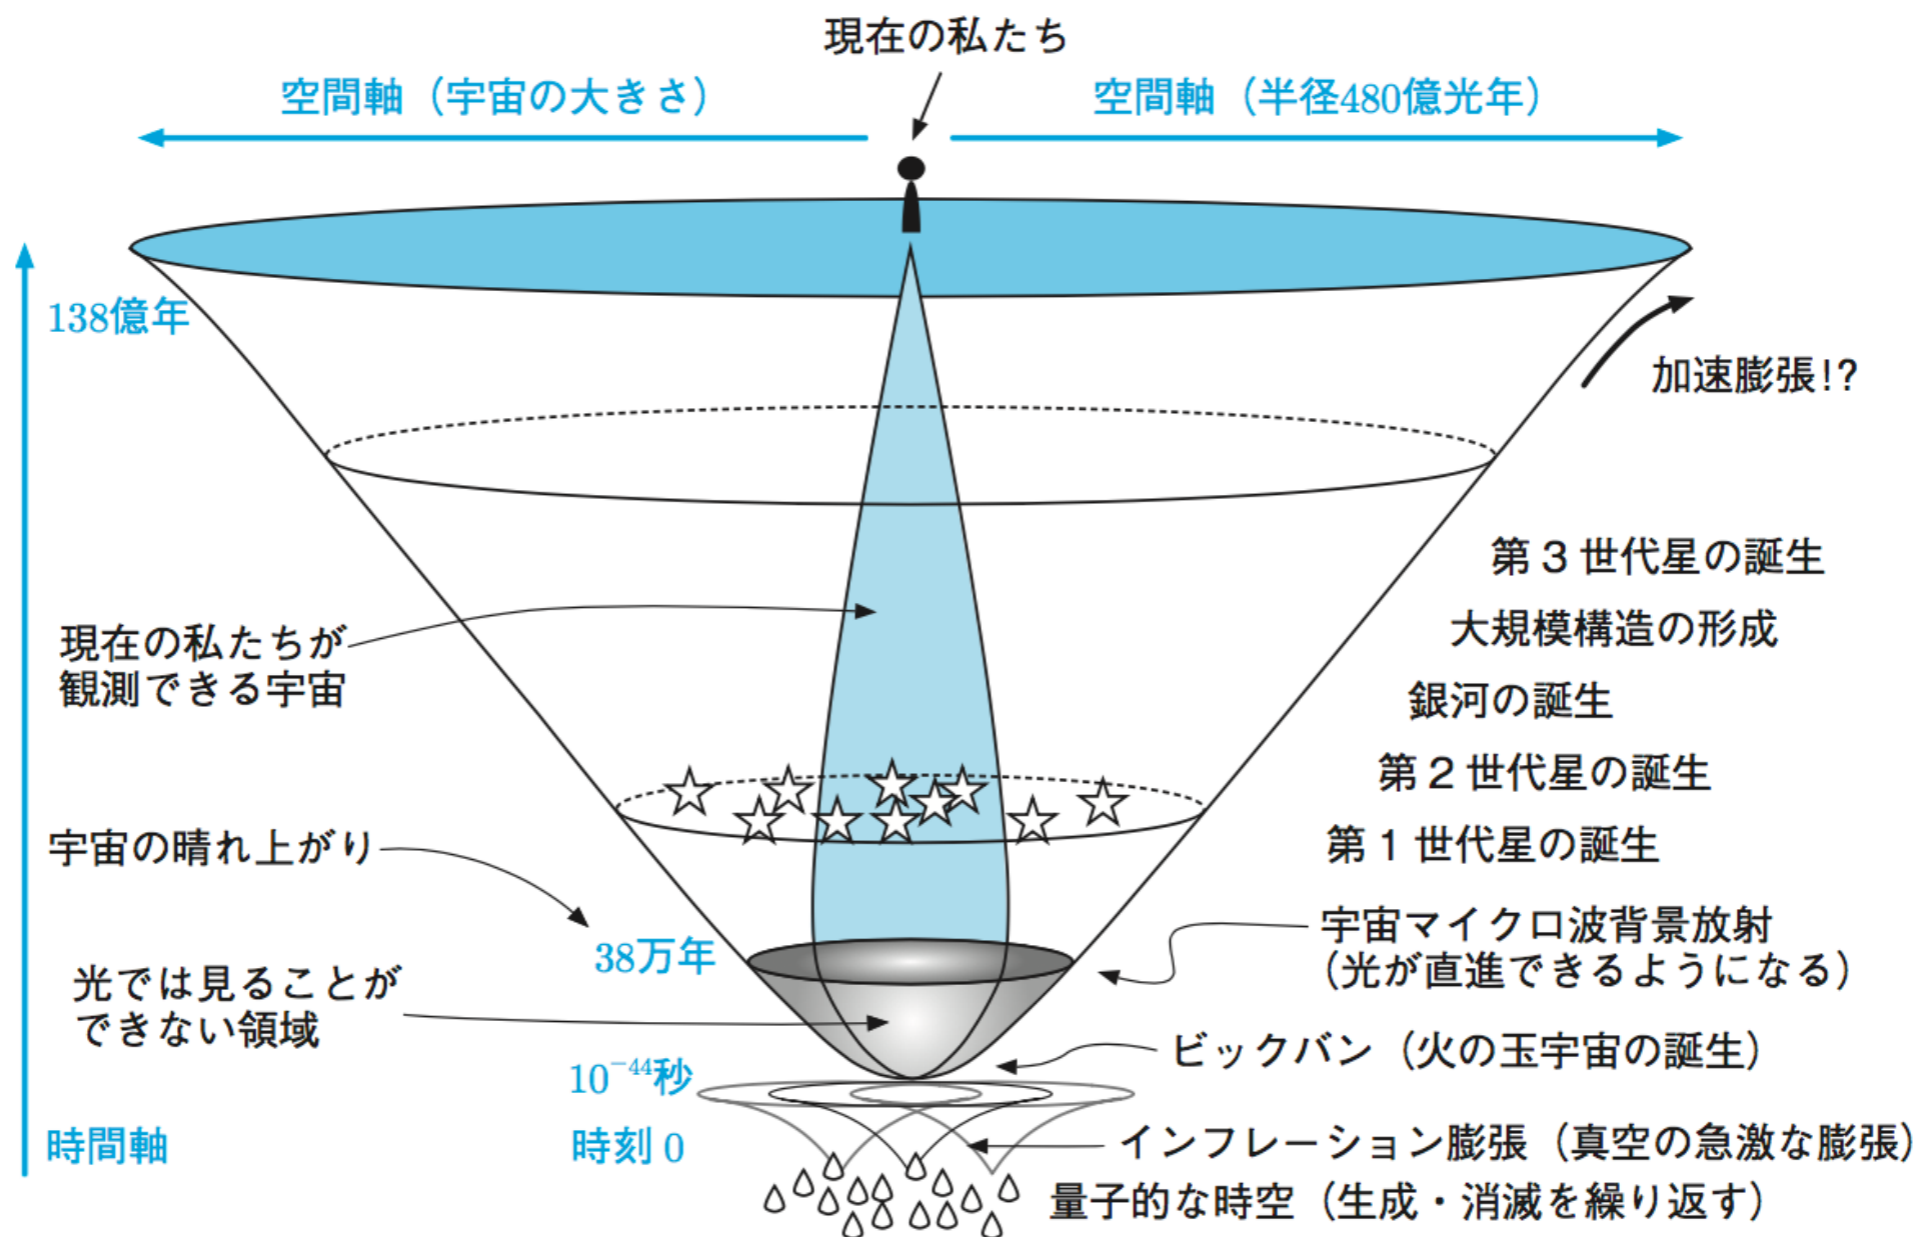 現在の私たち
空間軸（宇宙の大きさ）
空間軸（半径480億光年）
138億年
加速膨張!?
第３世代星の誕生
大規模構造の形成
現在の私たちが
観測できる宇宙
銀河の誕生
第２世代星の誕生
宇宙の晴れ上がり
第１世代星の誕生
38万年
宇宙マイクロ波背景放射
（光が直進できるようになる）
光では見ることが
できない領域
ビックバン（火の玉宇宙の誕生）
10⁻⁴⁴秒
時間軸
時刻 0
インフレーション膨張（真空の急激な膨張）
量子的な時空（生成・消滅を繰り返す）